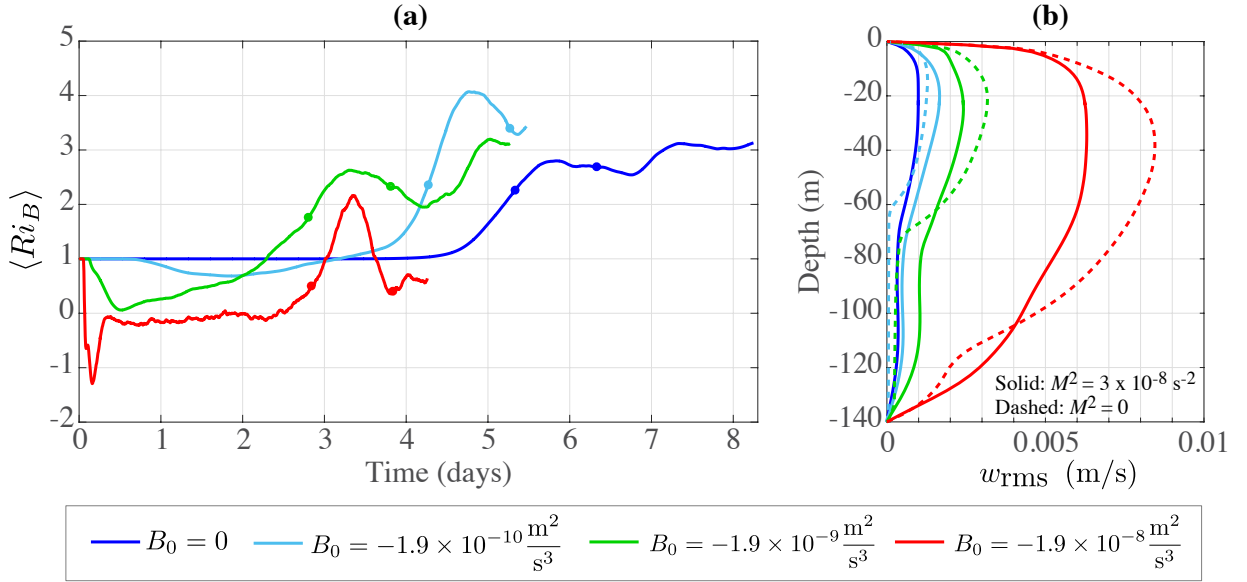 (a)
5
4
3
2
1
0
-1
-2
⟨Ri_B⟩
0 1 2 3 4 5 6 7 8
Time (days)
(b)
0
-20
-40
-60
-80
-100
-120
-140
Depth (m)
Solid: M² = 3 x 10⁻⁸ s⁻²
Dashed: M² = 0
0 0.005 0.01
w_rms (m/s)
B₀ = 0
B₀ = −1.9 × 10⁻¹⁰ m²/s³
B₀ = −1.9 × 10⁻⁹ m²/s³
B₀ = −1.9 × 10⁻⁸ m²/s³